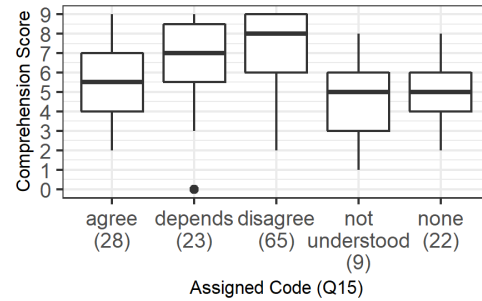 Comprehension Score
9
8
7
6
5
4
3
2
1
0
agree depends disagree not none
(28) (23) (65) understood (22)
(9)
Assigned Code (Q15)